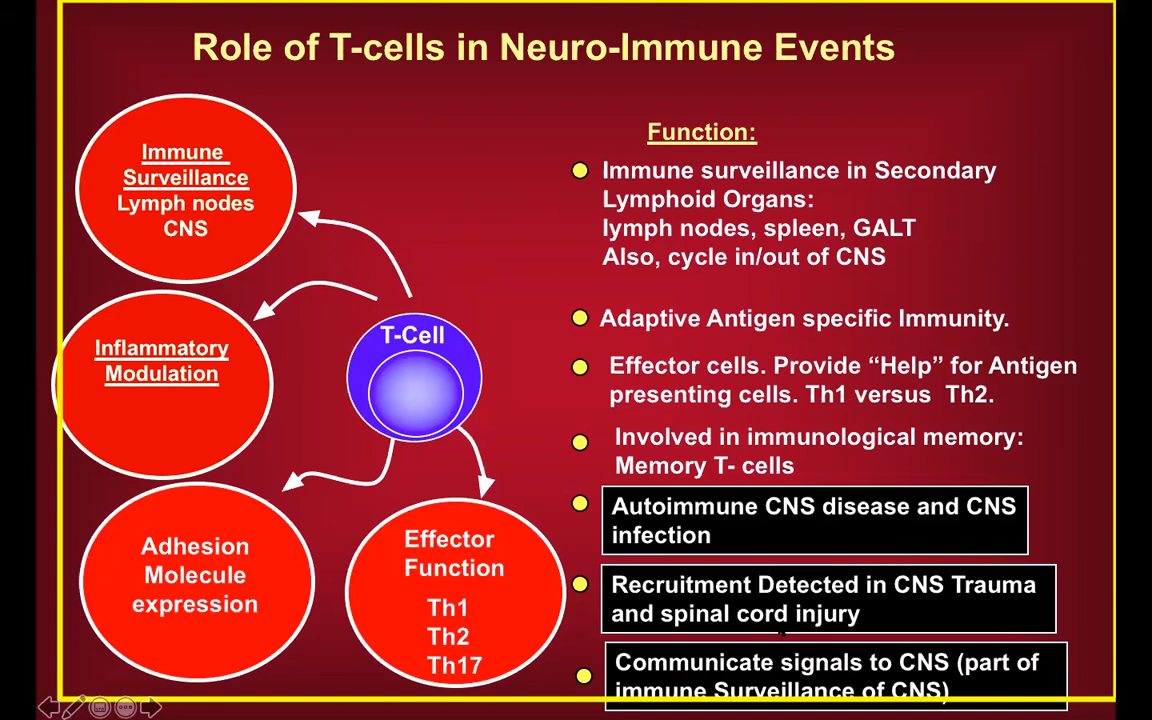 Role of T-cells in Neuro-Immune Events
Immune
Surveillance
Lymph nodes
CNS
Inflammatory
Modulation
T-Cell
Adhesion
Molecule
expression
Effector
Function
Th1
Th2
Th17
Function:
Immune surveillance in Secondary
Lymphoid Organs:
lymph nodes, spleen, GALT
Also, cycle in/out of CNS
Adaptive Antigen specific Immunity.
Effector cells. Provide “Help” for Antigen
presenting cells. Th1 versus Th2.
Involved in immunological memory:
Memory T- cells
Autoimmune CNS disease and CNS
infection
Recruitment Detected in CNS Trauma
and spinal cord injury
Communicate signals to CNS (part of
immune Surveillance of CNS)